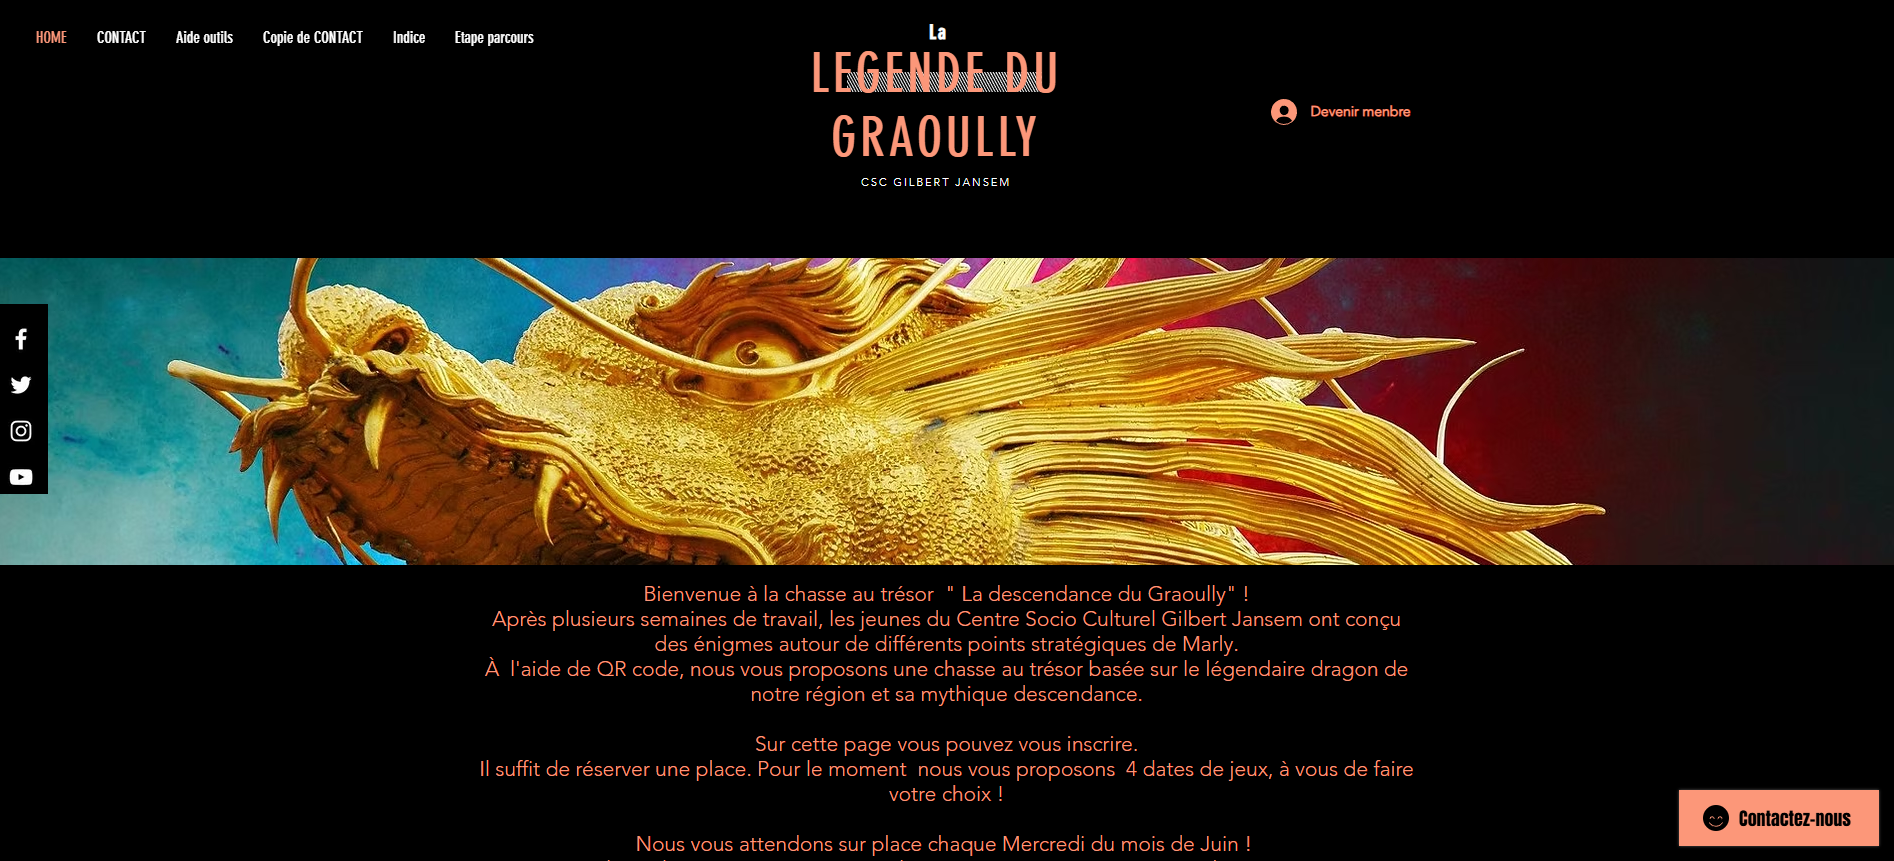 HOME CONTACT Aide outils Copie de CONTACT Indice Etape parcours
La
LEGENDE DU
GRAOULLY
CSC GILBERT JANSEM
Devenir menbre
Bienvenue à la chasse au trésor " La descendance du Graoully" !
Après plusieurs semaines de travail, les jeunes du Centre Socio Culturel Gilbert Jansem ont conçu
des énigmes autour de différents points stratégiques de Marly.
À l'aide de QR code, nous vous proposons une chasse au trésor basée sur le légendaire dragon de
notre région et sa mythique descendance.
Sur cette page vous pouvez vous inscrire.
Il suffit de réserver une place. Pour le moment nous vous proposons 4 dates de jeux, à vous de faire
votre choix !
Nous vous attendons sur place chaque Mercredi du mois de Juin !
Contactez-nous